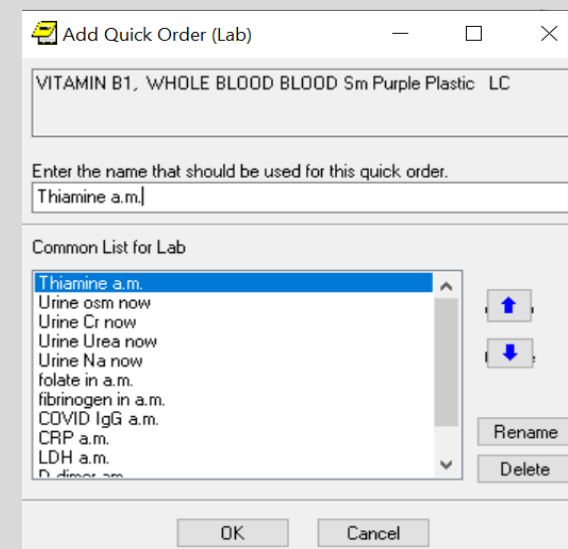 Add Quick Order (Lab)
VITAMIN B1, WHOLE BLOOD BLOOD Sm Purple Plastic LC
Enter the name that should be used for this quick order.
Thiamine a.m.
Common List for Lab
Thiamine a.m.
Urine osm now
Urine Cr now
Urine Urea now
Urine Na now
folate in a.m.
fibrinogen in a.m.
COVID IgG a.m.
CRP a.m.
LDH a.m.
D-dimer am
Rename
Delete
OK
Cancel